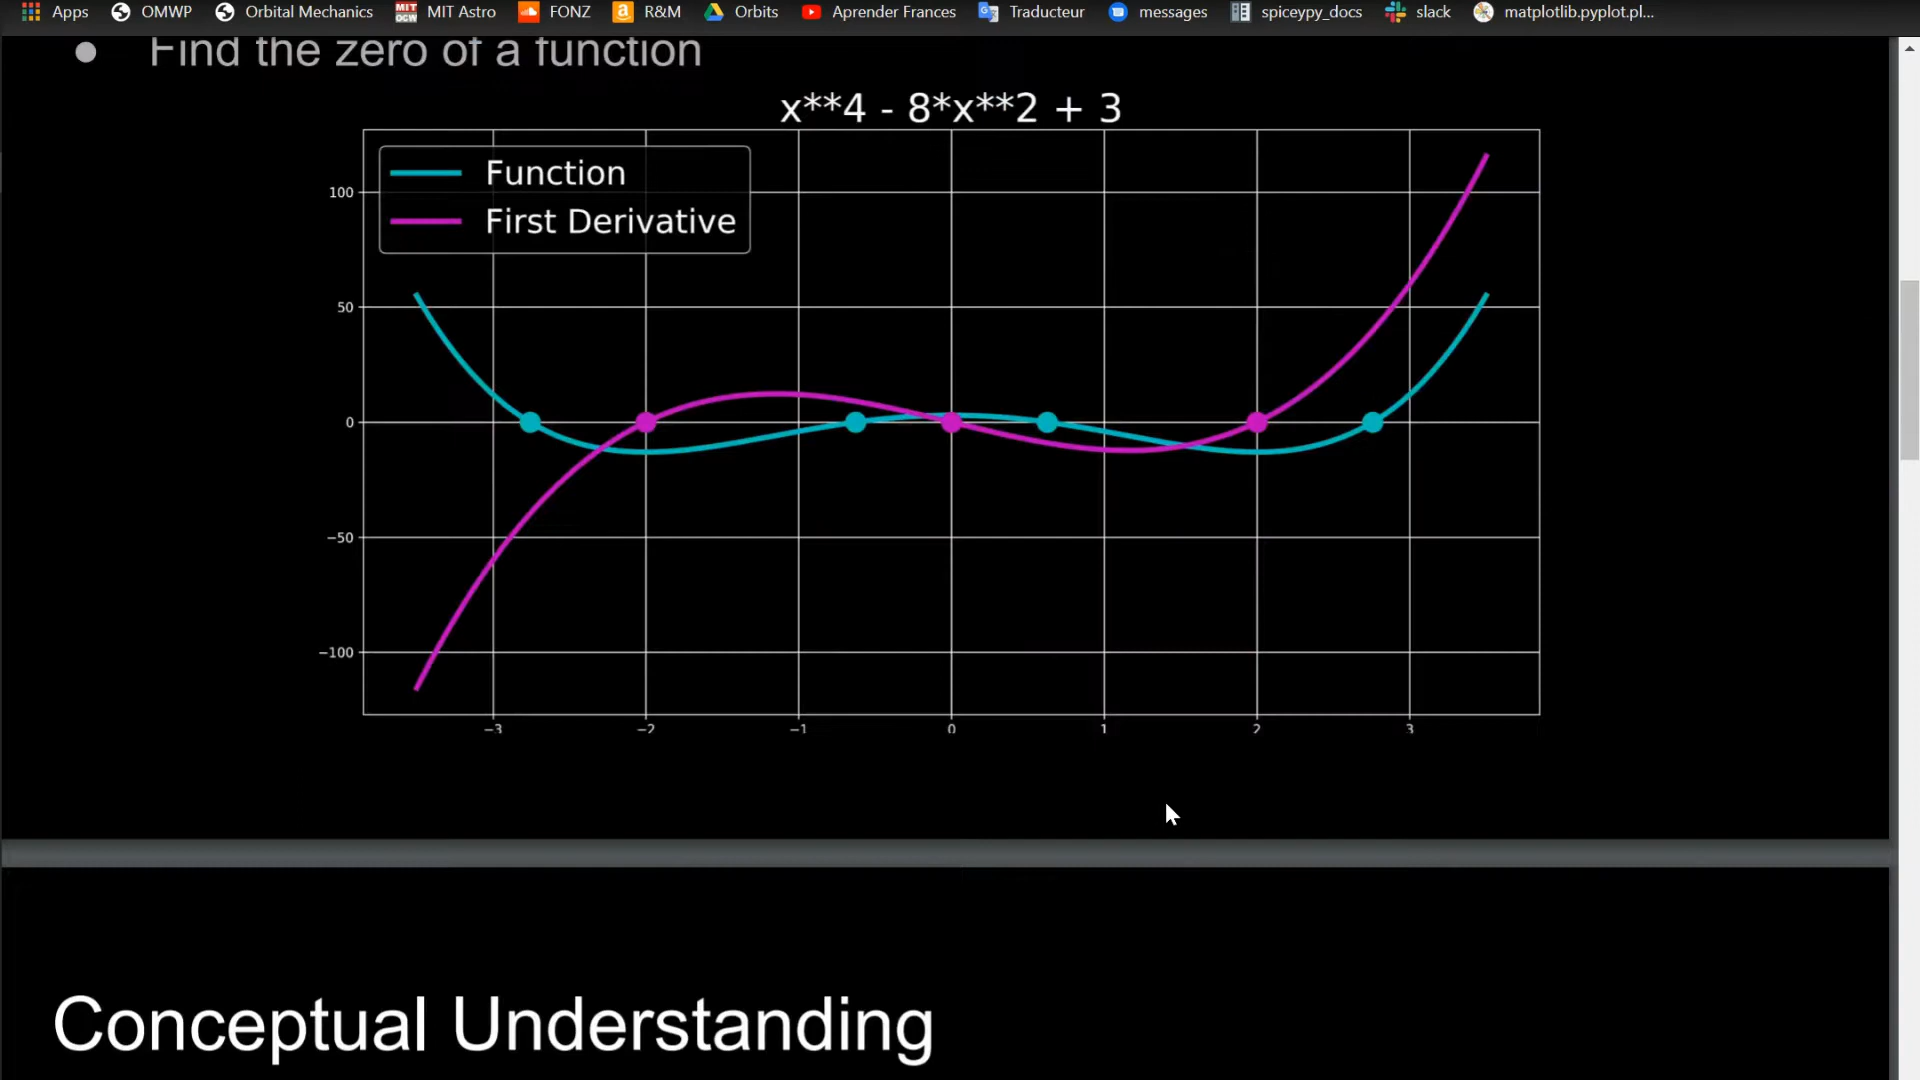 Apps OMWP Orbital Mechanics MIT OCW MIT Astro FONZ R&M Orbits Aprender Frances Traducteur messages spiceypy_docs slack matplotlib.pyplot.pl...
Find the zero of a function
x**4 - 8*x**2 + 3
Function
First Derivative
100
50
0
−50
−100
−3 −2 −1 0 1 2 3
Conceptual Understanding